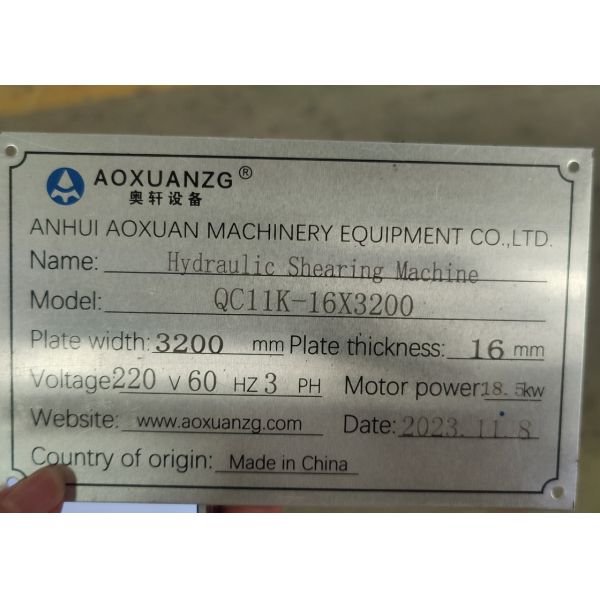 AOXUANZG®
奥轩设备
ANHUI AOXUAN MACHINERY EQUIPMENT CO.,LTD.
Name: Hydraulic Shearing Machine
Model: QC11K-16X3200
Plate width: 3200 mm Plate thickness: 16 mm
Voltage 220 V 60 HZ 3 PH Motor power 18.5kw
Website: www.aoxuanzg.com Date: 2023.11.8
Country of origin: Made in China